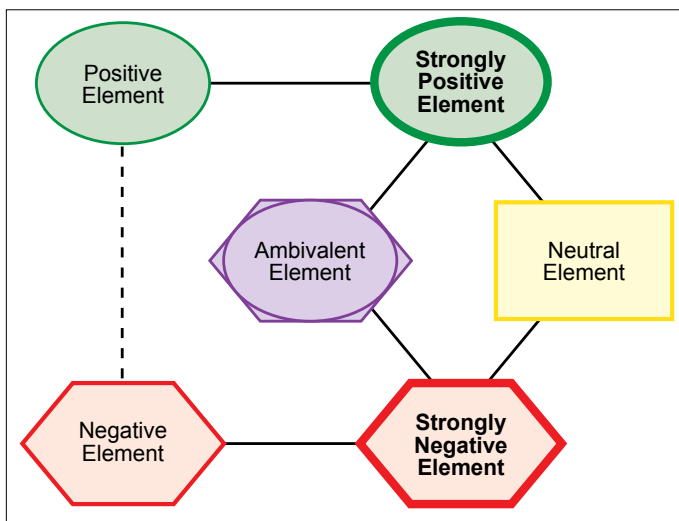 Positive
Element
Strongly
Positive
Element
Ambivalent
Element
Neutral
Element
Negative
Element
Strongly
Negative
Element